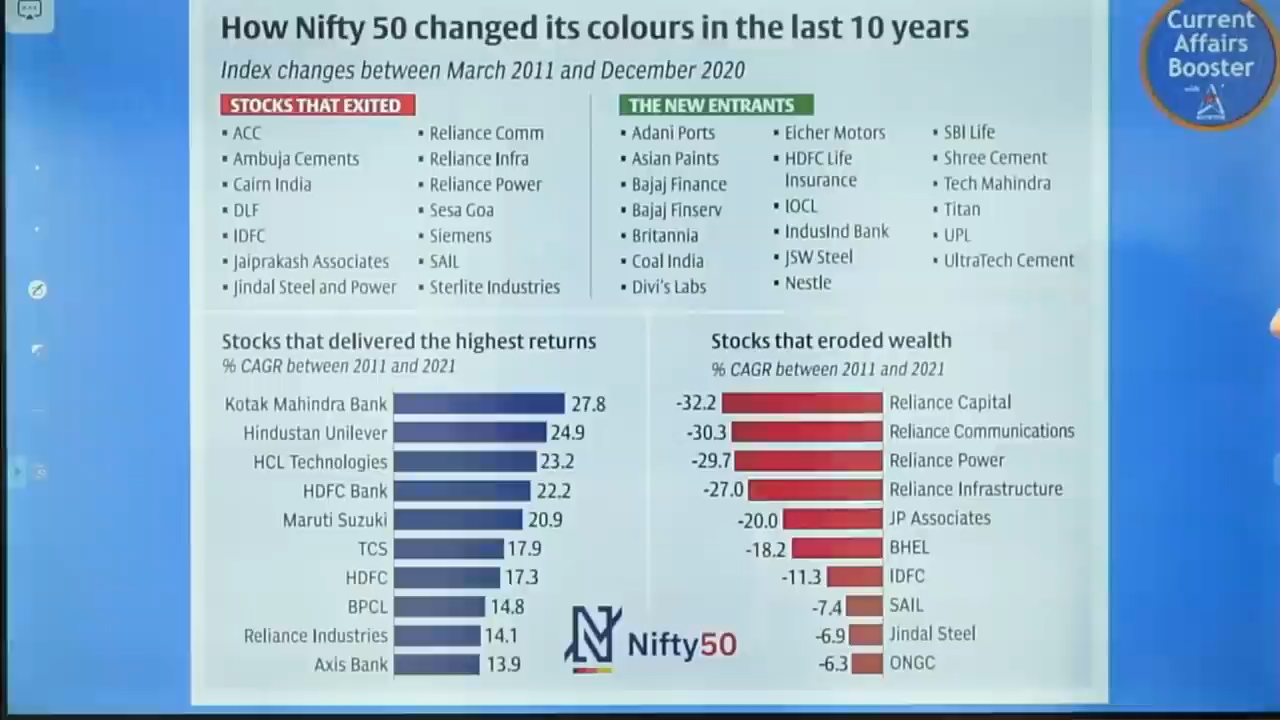 How Nifty 50 changed its colours in the last 10 years
Index changes between March 2011 and December 2020
STOCKS THAT EXITED
▪ ACC
▪ Ambuja Cements
▪ Cairn India
▪ DLF
▪ IDFC
▪ Jaiprakash Associates
▪ Jindal Steel and Power
▪ Reliance Comm
▪ Reliance Infra
▪ Reliance Power
▪ Sesa Goa
▪ Siemens
▪ SAIL
▪ Sterlite Industries
THE NEW ENTRANTS
▪ Adani Ports
▪ Asian Paints
▪ Bajaj Finance
▪ Bajaj Finserv
▪ Britannia
▪ Coal India
▪ Divi's Labs
▪ Eicher Motors
▪ HDFC Life
Insurance
▪ IOCL
▪ IndusInd Bank
▪ JSW Steel
▪ Nestle
▪ SBI Life
▪ Shree Cement
▪ Tech Mahindra
▪ Titan
▪ UPL
▪ UltraTech Cement
Stocks that delivered the highest returns
% CAGR between 2011 and 2021
Kotak Mahindra Bank 27.8
Hindustan Unilever 24.9
HCL Technologies 23.2
HDFC Bank 22.2
Maruti Suzuki 20.9
TCS 17.9
HDFC 17.3
BPCL 14.8
Reliance Industries 14.1
Axis Bank 13.9
Stocks that eroded wealth
% CAGR between 2011 and 2021
-32.2 Reliance Capital
-30.3 Reliance Communications
-29.7 Reliance Power
-27.0 Reliance Infrastructure
-20.0 JP Associates
-18.2 BHEL
-11.3 IDFC
-7.4 SAIL
-6.9 Jindal Steel
-6.3 ONGC
Nifty50
Current
Affairs
Booster
with